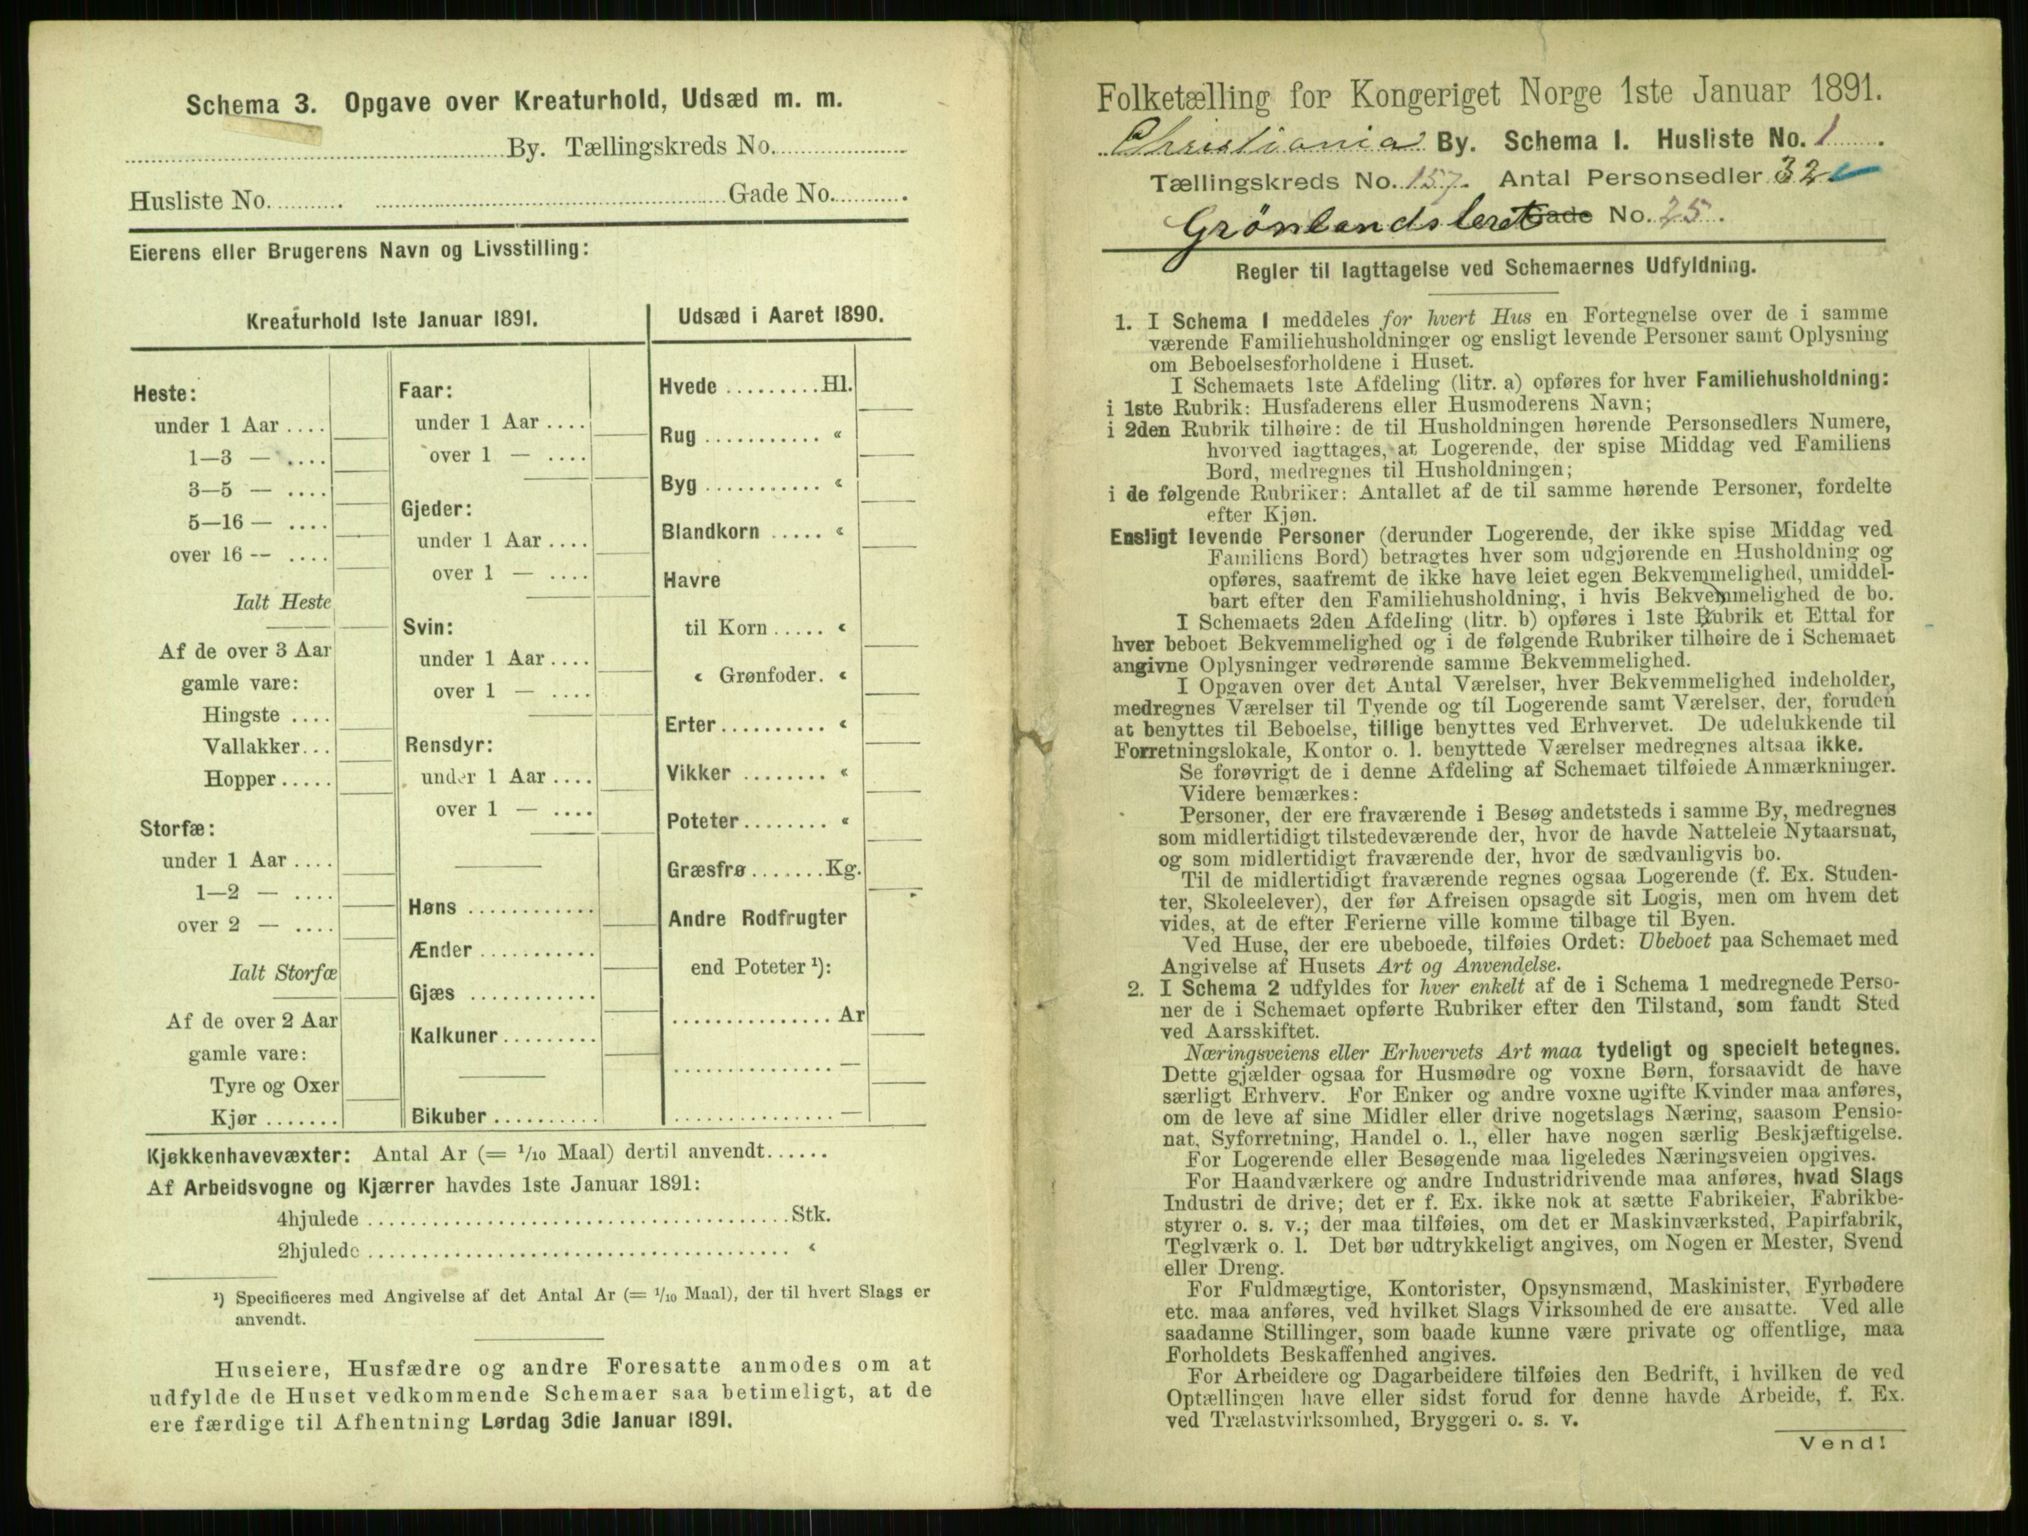 Schema 3. Opgave over Kreaturhold, Udsæd m. m.
By. Tællingskreds No.
Husliste No. Gade No.
Eierens eller Brugerens Navn og Livsstilling:
Kreaturhold 1ste Januar 1891.
Heste:
under 1 Aar ....
1—3 — ....
3—5 — ....
5—16 — ....
over 16 — ....
Ialt Heste
Af de over 3 Aar
gamle vare:
Hingste ....
Vallakker...
Hopper.....
Storfæ:
under 1 Aar ....
1—2 — ....
over 2 — ....
Ialt Storfæ
Af de over 2 Aar
gamle vare:
Tyre og Oxer
Kjør .......
Faar:
under 1 Aar ....
over 1 — ....
Gjeder:
under 1 Aar ....
over 1 — ....
Svin:
under 1 Aar ....
over 1 — ....
Rensdyr:
under 1 Aar ....
over 1 — ....
Høns ............
Ænder ...........
Gjæs ............
Kalkuner.........
Bikuber ..........
Udsæd i Aaret 1890.
Hvede .........Hl.
Rug ........... «
Byg ........... «
Blandkorn ..... «
Havre
til Korn ..... «
« Grønfoder. «
Erter.......... «
Vikker ........ «
Poteter........ «
Græsfrø.......Kg.
Andre Rodfrugter
end Poteter ¹):
............... Ar
............... —
............... —
Kjøkkenhavevæxter: Antal Ar (= 1/10 Maal) dertil anvendt......
Af Arbeidsvogne og Kjærrer havdes 1ste Januar 1891:
4hjulede .....................................Stk.
2hjulede ..................................... «
¹) Specificeres med Angivelse af det Antal Ar (= 1/10 Maal), der til hvert Slags er
anvendt.
Huseiere, Husfædre og andre Foresatte anmodes om at
udfylde de Huset vedkommende Schemaer saa betimeligt, at de
ere færdige til Afhentning Lørdag 3die Januar 1891.
Folketælling for Kongeriget Norge 1ste Januar 1891.
Christiania By. Schema 1. Husliste No. 1
Tællingskreds No. 157. Antal Personsedler 32
Grönlandsleret Gade No. 25.
Regler til Iagttagelse ved Schemaernes Udfyldning.
1. I Schema 1 meddeles for hvert Hus en Fortegnelse over de i samme
værende Familiehusholdninger og ensligt levende Personer samt Oplysning
om Beboelsesforholdene i Huset.
I Schemaets 1ste Afdeling (litr. a) opføres for hver Familiehusholdning:
i 1ste Rubrik: Husfaderens eller Husmoderens Navn;
i 2den Rubrik tilhøire: de til Husholdningen hørende Personsedlers Numere,
hvorved iagttages, at Logerende, der spise Middag ved Familiens
Bord, medregnes til Husholdningen;
i de følgende Rubriker: Antallet af de til samme hørende Personer, fordelte
efter Kjøn.
Ensligt levende Personer (derunder Logerende, der ikke spise Middag ved
Familiens Bord) betragtes hver som udgjørende en Husholdning og
opføres, saafremt de ikke have leiet egen Bekvemmelighed, umiddel-
bart efter den Familiehusholdning, i hvis Bekvemmelighed de bo.
I Schemaets 2den Afdeling (litr. b) opføres i 1ste Rubrik et Ettal for
hver beboet Bekvemmelighed og i de følgende Rubriker tilhøire de i Schemaet
angivne Oplysninger vedrørende samme Bekvemmelighed.
I Opgaven over det Antal Værelser, hver Bekvemmelighed indeholder,
medregnes Værelser til Tyende og til Logerende samt Værelser, der, foruden
at benyttes til Beboelse, tillige benyttes ved Erhvervet. De udelukkende til
Forretningslokale, Kontor o. l. benyttede Værelser medregnes altsaa ikke.
Se forøvrigt de i denne Afdeling af Schemaet tilføiede Anmærkninger.
Videre bemærkes:
Personer, der ere fraværende i Besøg andetsteds i samme By, medregnes
som midlertidigt tilstedeværende der, hvor de havde Natteleie Nytaarsnat,
og som midlertidigt fraværende der, hvor de sædvanligvis bo.
Til de midlertidigt fraværende regnes ogsaa Logerende (f. Ex. Studen-
ter, Skoleelever), der før Afreisen opsagde sit Logis, men om hvem det
vides, at de efter Ferierne ville komme tilbage til Byen.
Ved Huse, der ere ubeboede, tilføies Ordet: Ubeboet paa Schemaet med
Angivelse af Husets Art og Anvendelse.
2. I Schema 2 udfyldes for hver enkelt af de i Schema 1 medregnede Perso-
ner de i Schemaet opførte Rubriker efter den Tilstand, som fandt Sted
ved Aarsskiftet.
Næringsveiens eller Erhvervets Art maa tydeligt og specielt betegnes.
Dette gjælder ogsaa for Husmødre og voxne Børn, forsaavidt de have
særligt Erhverv. For Enker og andre voxne ugifte Kvinder maa anføres,
om de leve af sine Midler eller drive nogetslags Næring, saasom Pensio-
nat, Syforretning, Handel o. l., eller have nogen særlig Beskjæftigelse.
For Logerende eller Besøgende maa ligeledes Næringsveien opgives.
For Haandværkere og andre Industridrivende maa anføres, hvad Slags
Industri de drive; det er f. Ex. ikke nok at sætte Fabrikeier, Fabrikbe-
styrer o. s. v.; der maa tilføies, om det er Maskinværksted, Papirfabrik,
Teglværk o. l. Det bør udtrykkeligt angives, om Nogen er Mester, Svend
eller Dreng.
For Fuldmægtige, Kontorister, Opsynsmænd, Maskinister, Fyrbødere
etc. maa anføres, ved hvilket Slags Virksomhed de ere ansatte. Ved alle
saadanne Stillinger, som baade kunne være private og offentlige, maa
Forholdets Beskaffenhed angives.
For Arbeidere og Dagarbeidere tilføies den Bedrift, i hvilken de ved
Optællingen have eller sidst forud for denne havde Arbeide, f. Ex.
ved Trælastvirksomhed, Bryggeri o. s. v.
Vend!